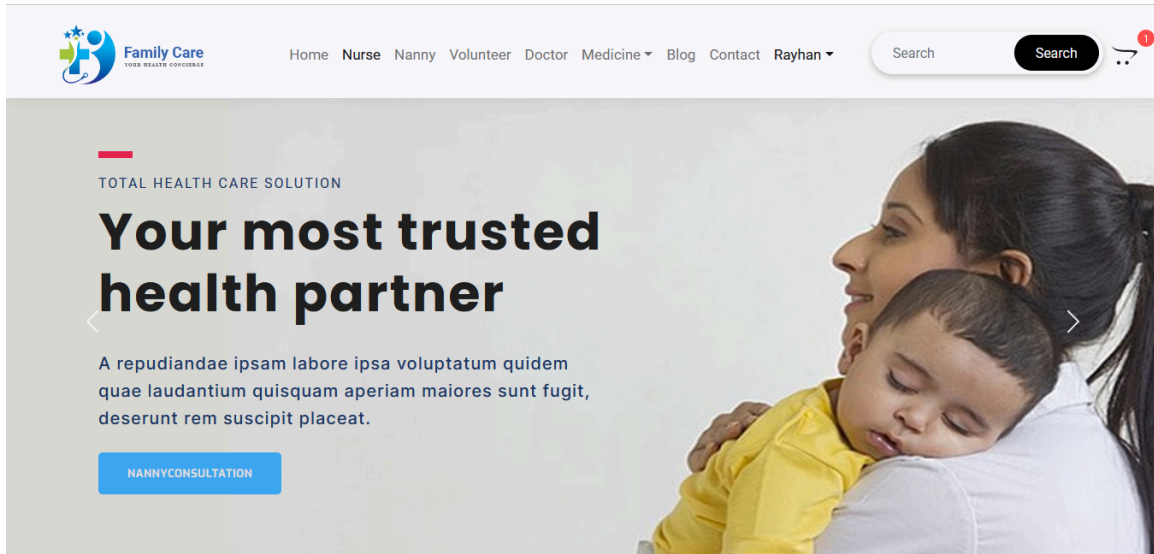 Family Care
YOUR HEALTH CONCIERGE
Home Nurse Nanny Volunteer Doctor Medicine Blog Contact Rayhan
Search Search
1
TOTAL HEALTH CARE SOLUTION
Your most trusted
health partner
A repudiandae ipsam labore ipsa voluptatum quidem
quae laudantium quisquam aperiam maiores sunt fugit,
deserunt rem suscipit placeat.
NANNYCONSULTATION